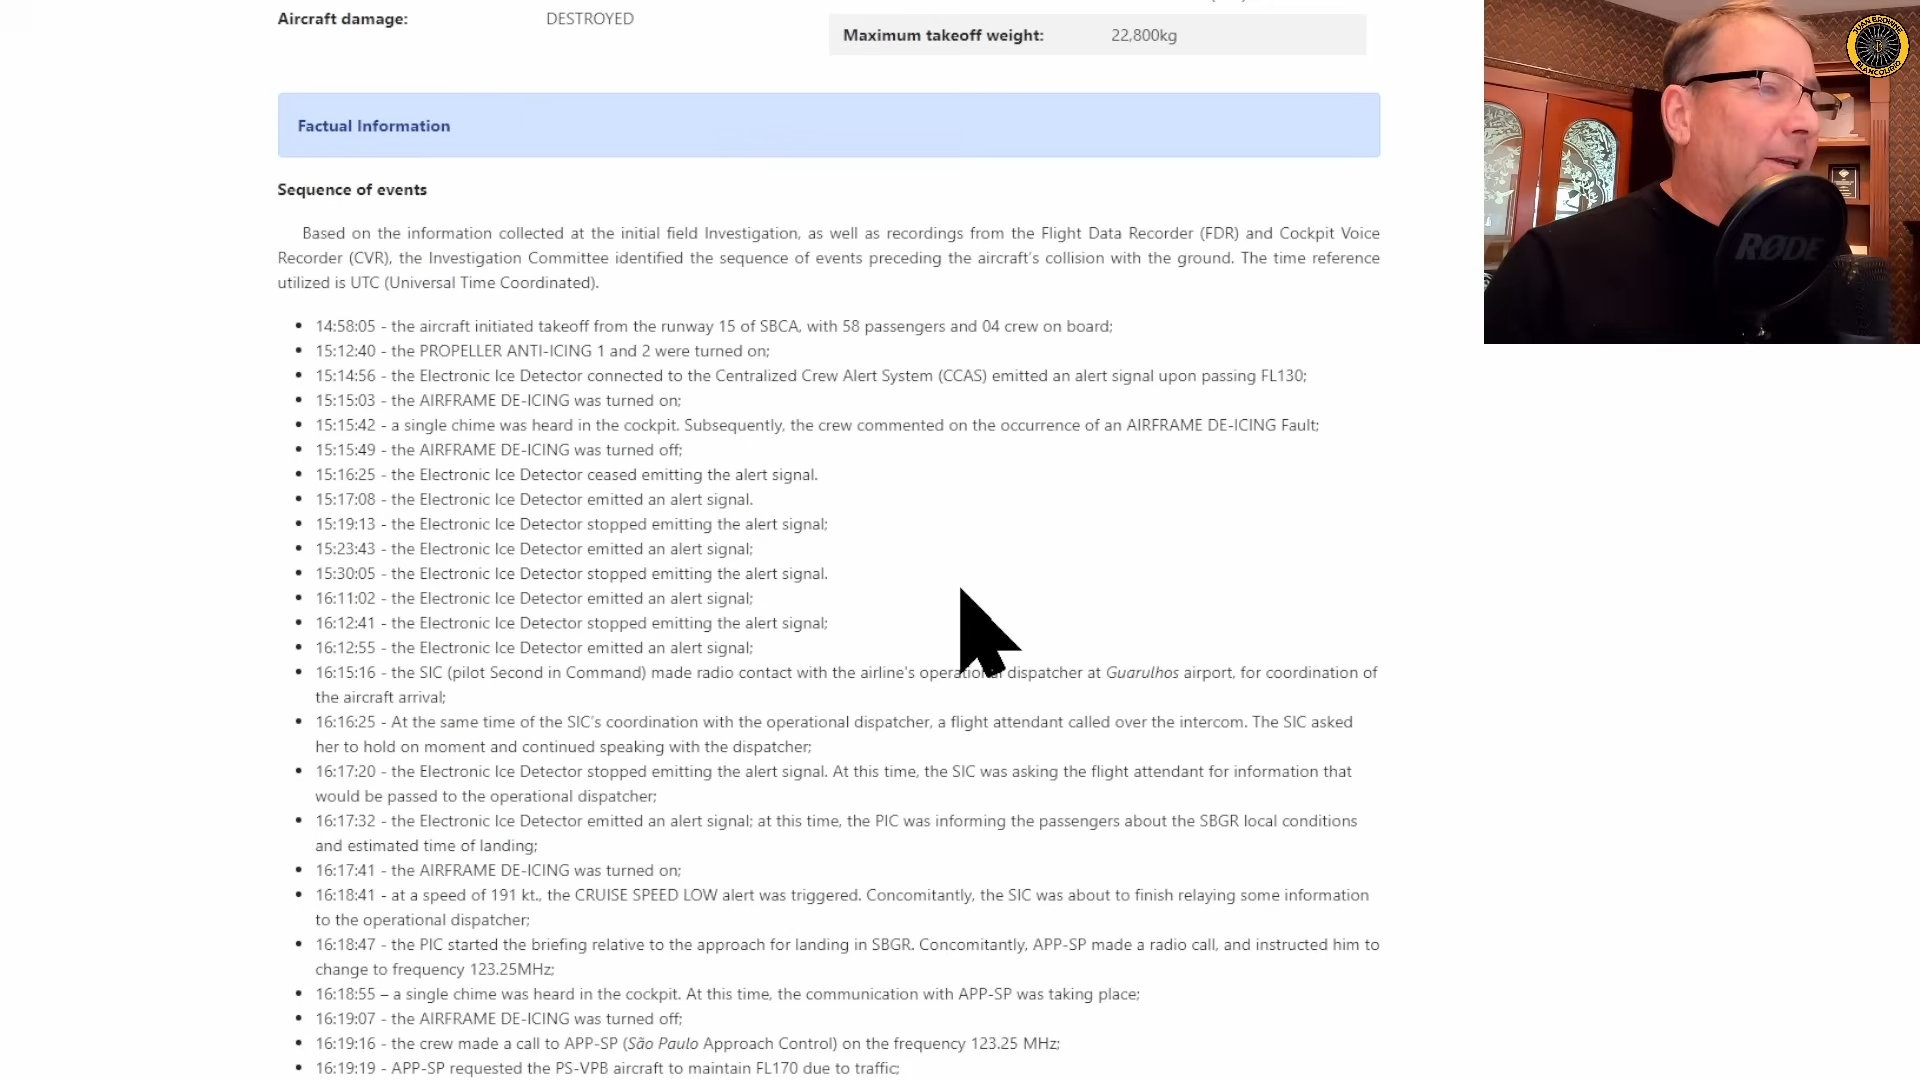 Aircraft damage: DESTROYED
Maximum takeoff weight: 22,800kg
Factual Information
Sequence of events
Based on the information collected at the initial field Investigation, as well as recordings from the Flight Data Recorder (FDR) and Cockpit Voice
Recorder (CVR), the Investigation Committee identified the sequence of events preceding the aircraft's collision with the ground. The time reference
utilized is UTC (Universal Time Coordinated).
• 14:58:05 - the aircraft initiated takeoff from the runway 15 of SBCA, with 58 passengers and 04 crew on board;
• 15:12:40 - the PROPELLER ANTI-ICING 1 and 2 were turned on;
• 15:14:56 - the Electronic Ice Detector connected to the Centralized Crew Alert System (CCAS) emitted an alert signal upon passing FL130;
• 15:15:03 - the AIRFRAME DE-ICING was turned on;
• 15:15:42 - a single chime was heard in the cockpit. Subsequently, the crew commented on the occurrence of an AIRFRAME DE-ICING Fault;
• 15:15:49 - the AIRFRAME DE-ICING was turned off;
• 15:16:25 - the Electronic Ice Detector ceased emitting the alert signal.
• 15:17:08 - the Electronic Ice Detector emitted an alert signal.
• 15:19:13 - the Electronic Ice Detector stopped emitting the alert signal;
• 15:23:43 - the Electronic Ice Detector emitted an alert signal;
• 15:30:05 - the Electronic Ice Detector stopped emitting the alert signal.
• 16:11:02 - the Electronic Ice Detector emitted an alert signal;
• 16:12:41 - the Electronic Ice Detector stopped emitting the alert signal;
• 16:12:55 - the Electronic Ice Detector emitted an alert signal;
• 16:15:16 - the SIC (pilot Second in Command) made radio contact with the airline's operational dispatcher at Guarulhos airport, for coordination of
the aircraft arrival;
• 16:16:25 - At the same time of the SIC's coordination with the operational dispatcher, a flight attendant called over the intercom. The SIC asked
her to hold on moment and continued speaking with the dispatcher;
• 16:17:20 - the Electronic Ice Detector stopped emitting the alert signal. At this time, the SIC was asking the flight attendant for information that
would be passed to the operational dispatcher;
• 16:17:32 - the Electronic Ice Detector emitted an alert signal; at this time, the PIC was informing the passengers about the SBGR local conditions
and estimated time of landing;
• 16:17:41 - the AIRFRAME DE-ICING was turned on;
• 16:18:41 - at a speed of 191 kt., the CRUISE SPEED LOW alert was triggered. Concomitantly, the SIC was about to finish relaying some information
to the operational dispatcher;
• 16:18:47 - the PIC started the briefing relative to the approach for landing in SBGR. Concomitantly, APP-SP made a radio call, and instructed him to
change to frequency 123.25MHz;
• 16:18:55 – a single chime was heard in the cockpit. At this time, the communication with APP-SP was taking place;
• 16:19:07 - the AIRFRAME DE-ICING was turned off;
• 16:19:16 - the crew made a call to APP-SP (São Paulo Approach Control) on the frequency 123.25 MHz;
• 16:19:19 - APP-SP requested the PS-VPB aircraft to maintain FL170 due to traffic;
JUAN BROWNE
BLANCOLIRIO
RØDE